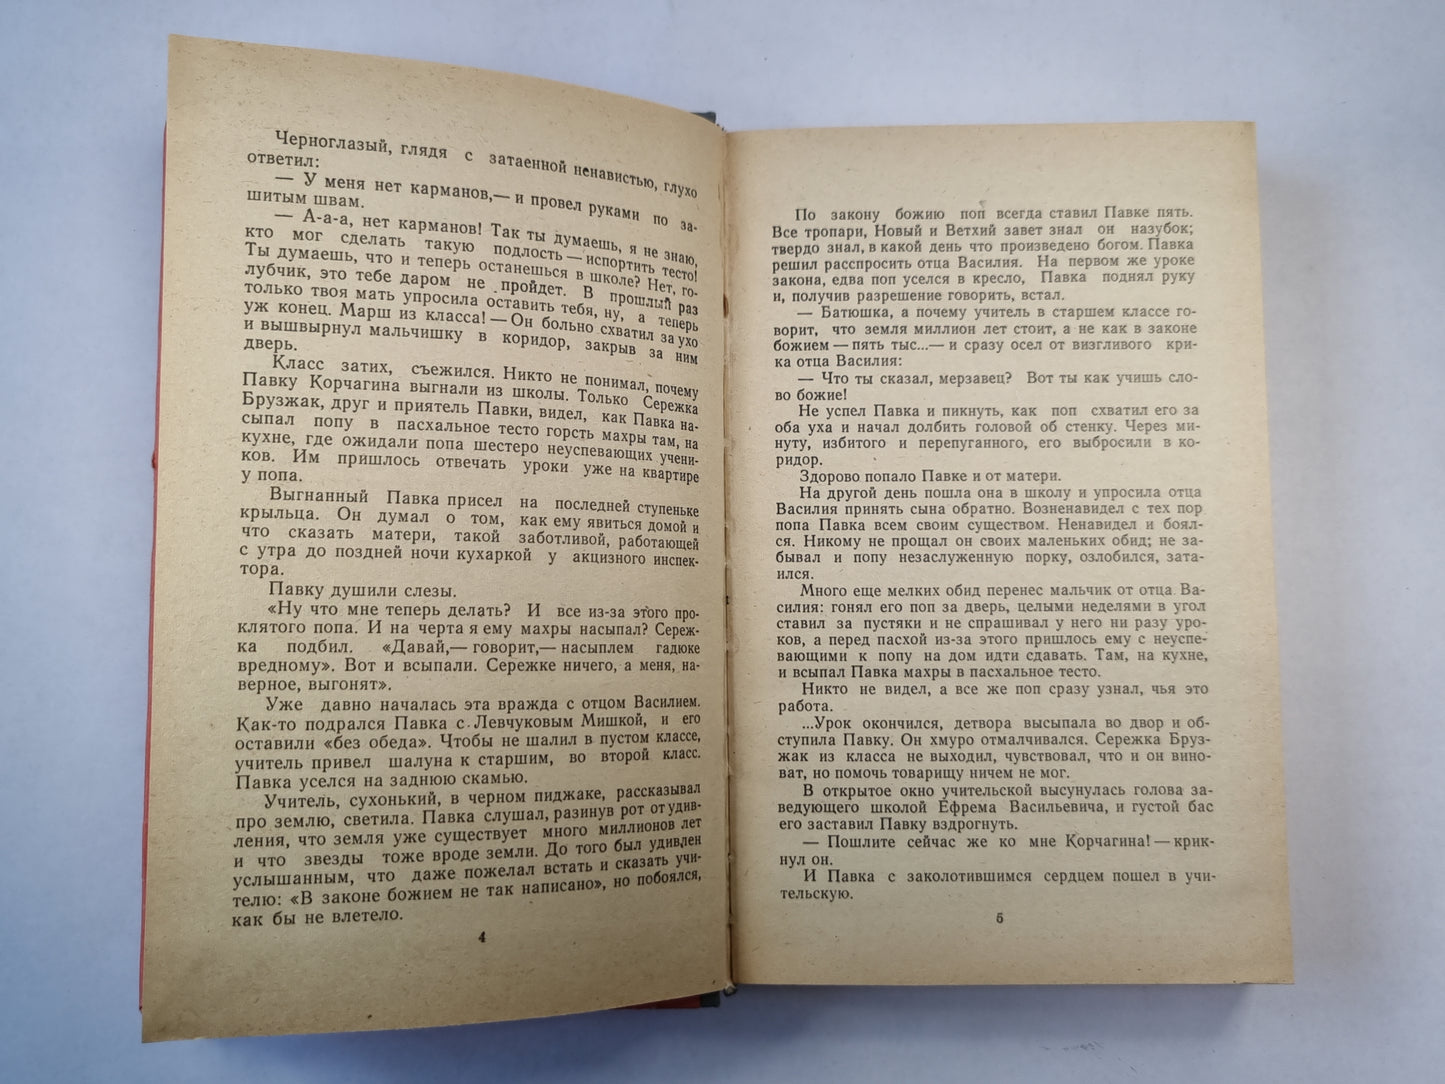 Черноглазый, глядя с затаенной ненавистью, глухо
ответил:
— У меня нет карманов,— и провел руками по за-
шитым швам.
— А-а-а, нет карманов! Так ты думаешь, я не знаю,
кто мог сделать такую подлость — испортить тесто!
Ты думаешь, что и теперь останешься в школе? Нет, го-
лубчик, это тебе даром не пройдет. В прошлый раз
только твоя мать упросила оставить тебя, ну, а теперь
уж конец. Марш из класса! — Он больно схватил за ухо
и вышвырнул мальчишку в коридор, закрыв за ним
дверь.
Класс затих, съежился. Никто не понимал, почему
Павку Корчагина выгнали из школы. Только Сережка
Брузжак, друг и приятель Павки, видел, как Павка на-
сыпал попу в пасхальное тесто горсть махры там, на
кухне, где ожидали попа шестеро неуспевающих учени-
ков. Им пришлось отвечать уроки уже на квартире
у попа.
Выгнанный Павка присел на последней ступеньке
крыльца. Он думал о том, как ему явиться домой и
что сказать матери, такой заботливой, работающей
с утра до поздней ночи кухаркой у акцизного инспек-
тора.
Павку душили слезы.
«Ну что мне теперь делать? И все из-за этого про-
клятого попа. И на черта я ему махры насыпал? Сереж-
ка подбил. «Давай,— говорит,— насыплем гадюке
вредному». Вот и всыпали. Сережке ничего, а меня, на-
верное, выгонят».
Уже давно началась эта вражда с отцом Василием.
Как-то подрался Павка с Левчуковым Мишкой, и его
оставили «без обеда». Чтобы не шалил в пустом классе,
учитель привел шалуна к старшим, во второй класс.
Павка уселся на заднюю скамью.
Учитель, сухонький, в черном пиджаке, рассказывал
про землю, светила. Павка слушал, разинув рот от удив-
ления, что земля уже существует много миллионов лет
и что звезды тоже вроде земли. До того был удивлен
услышанным, что даже пожелал встать и сказать учи-
телю: «В законе божием не так написано», но побоялся,
как бы не влетело.
4
По закону божию поп всегда ставил Павке пять.
Все тропари, Новый и Ветхий завет знал он назубок;
твердо знал, в какой день что произведено богом. Павка
решил расспросить отца Василия. На первом же уроке
закона, едва поп уселся в кресло, Павка поднял руку
и, получив разрешение говорить, встал.
— Батюшка, а почему учитель в старшем классе го-
ворит, что земля миллион лет стоит, а не как в законе
божием — пять тыс...— и сразу осел от визгливого кри-
ка отца Василия:
— Что ты сказал, мерзавец? Вот ты как учишь сло-
во божие!
Не успел Павка и пикнуть, как поп схватил его за
оба уха и начал долбить головой об стенку. Через ми-
нуту, избитого и перепуганного, его выбросили в ко-
ридор.
Здорово попало Павке и от матери.
На другой день пошла она в школу и упросила отца
Василия принять сына обратно. Возненавидел с тех пор
попа Павка всем своим существом. Ненавидел и боял-
ся. Никому не прощал он своих маленьких обид; не за-
бывал и попу незаслуженную порку, озлобился, зата-
ился.
Много еще мелких обид перенес мальчик от отца Ва-
силия: гонял его поп за дверь, целыми неделями в угол
ставил за пустяки и не спрашивал у него ни разу уро-
ков, а перед пасхой из-за этого пришлось ему с неуспе-
вающими к попу на дом идти сдавать. Там, на кухне,
и всыпал Павка махры в пасхальное тесто.
Никто не видел, а все же поп сразу узнал, чья это
работа.
...Урок окончился, детвора высыпала во двор и об-
ступила Павку. Он хмуро отмалчивался. Сережка Бруз-
жак из класса не выходил, чувствовал, что и он вино-
ват, но помочь товарищу ничем не мог.
В открытое окно учительской высунулась голова за-
ведующего школой Ефрема Васильевича, и густой бас
его заставил Павку вздрогнуть.
— Пошлите сейчас же ко мне Корчагина! — крик-
нул он.
И Павка с заколотившимся сердцем пошел в учи-
тельскую.
5